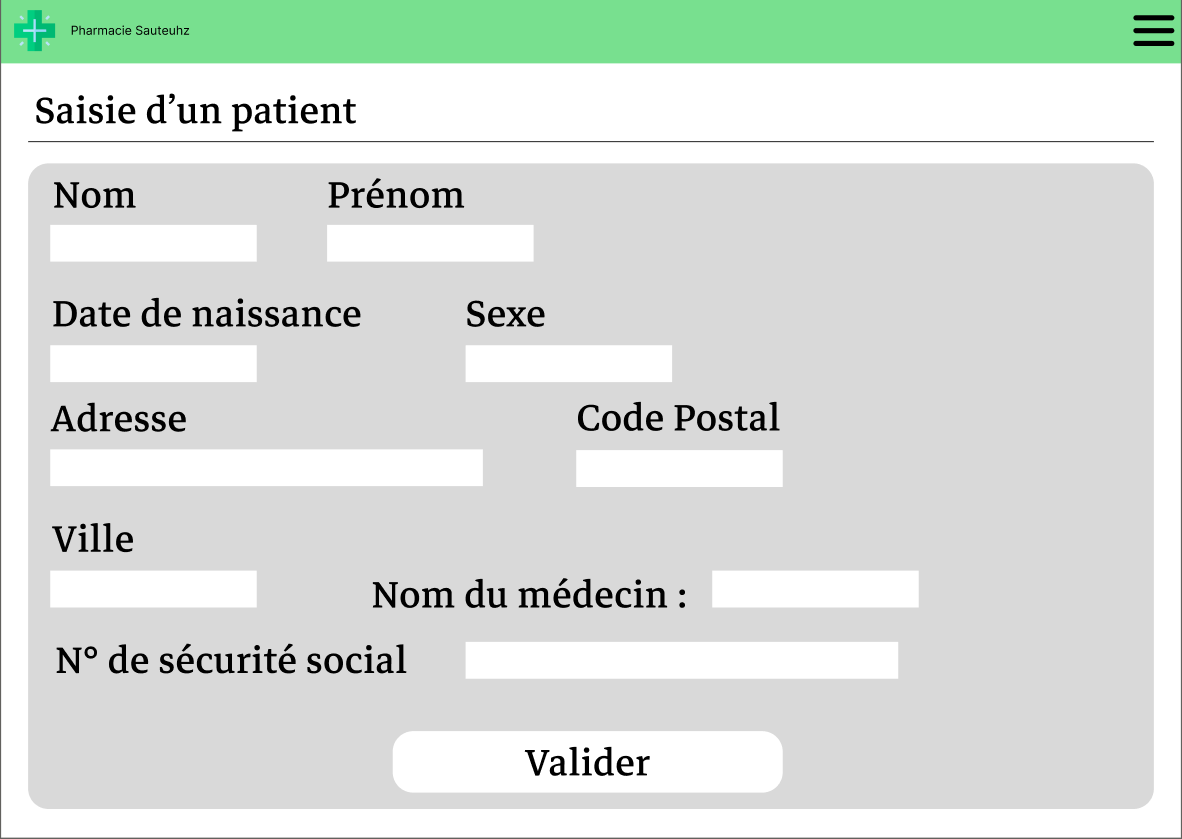 Pharmacie Sauteuhz
Saisie d’un patient
Nom Prénom
Date de naissance Sexe
Adresse Code Postal
Ville
Nom du médecin :
N° de sécurité social
Valider